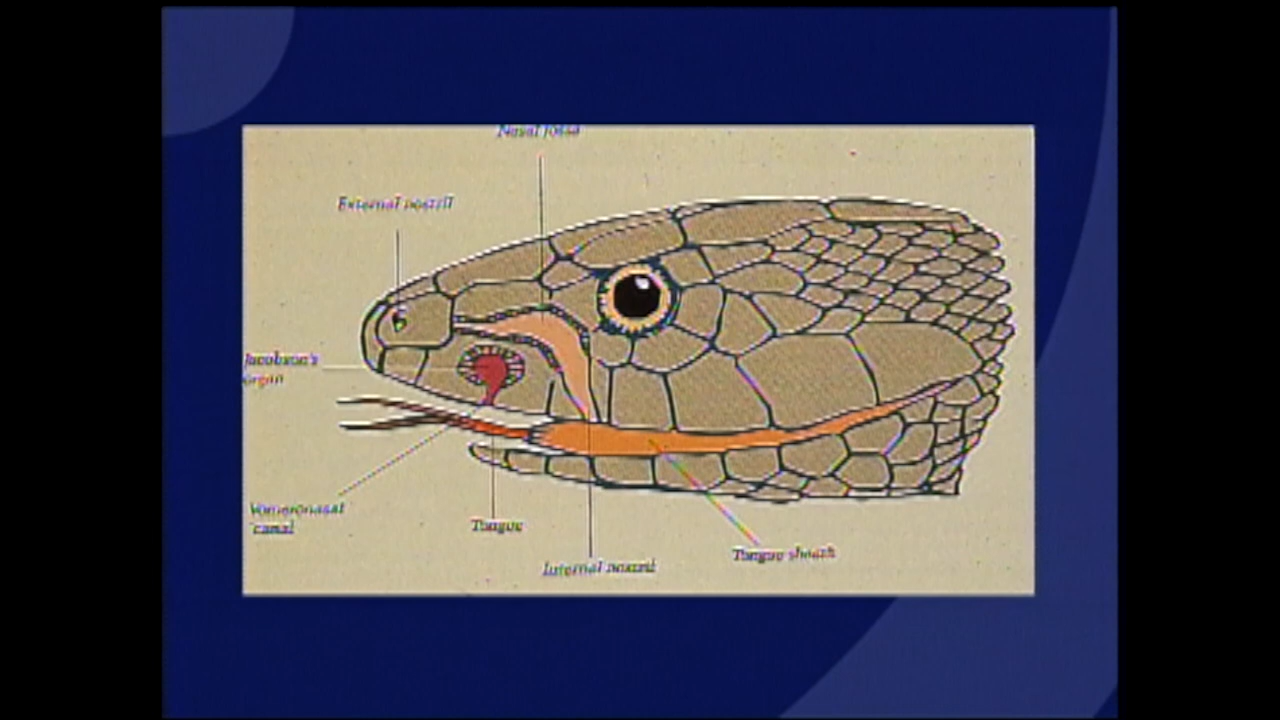 Nasal fossa
External nostril
Jacobson's
organ
Vomeronasal
canal
Tongue
Internal nostril
Tongue sheath